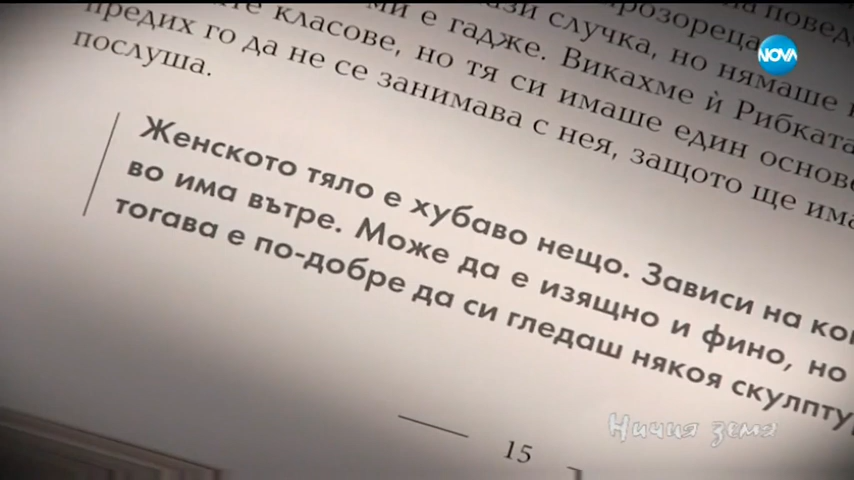 ми е гадже. Викахме ѝ Рибката
класове, но тя си имаше един основе
предих го да не се занимава с нея, защото ще има
послуша.
Женското тяло е хубаво нещо. Зависи на кои
во има вътре. Може да е изящно и фино, но
тогава е по-добре да си гледаш някоя скулпту
15
NOVA
Ничия земя